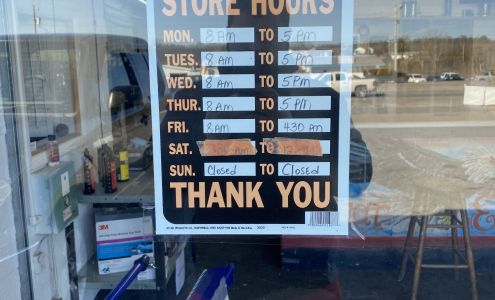 STORE HOURS
MON. 8 AM TO 5 PM
TUES. 8 AM TO 5 PM
WED. 8 AM TO 5 PM
THUR. 8 AM TO 5 PM
FRI. 8 AM TO 430 PM
SAT. TO
SUN. Closed TO Closed
THANK YOU
3M